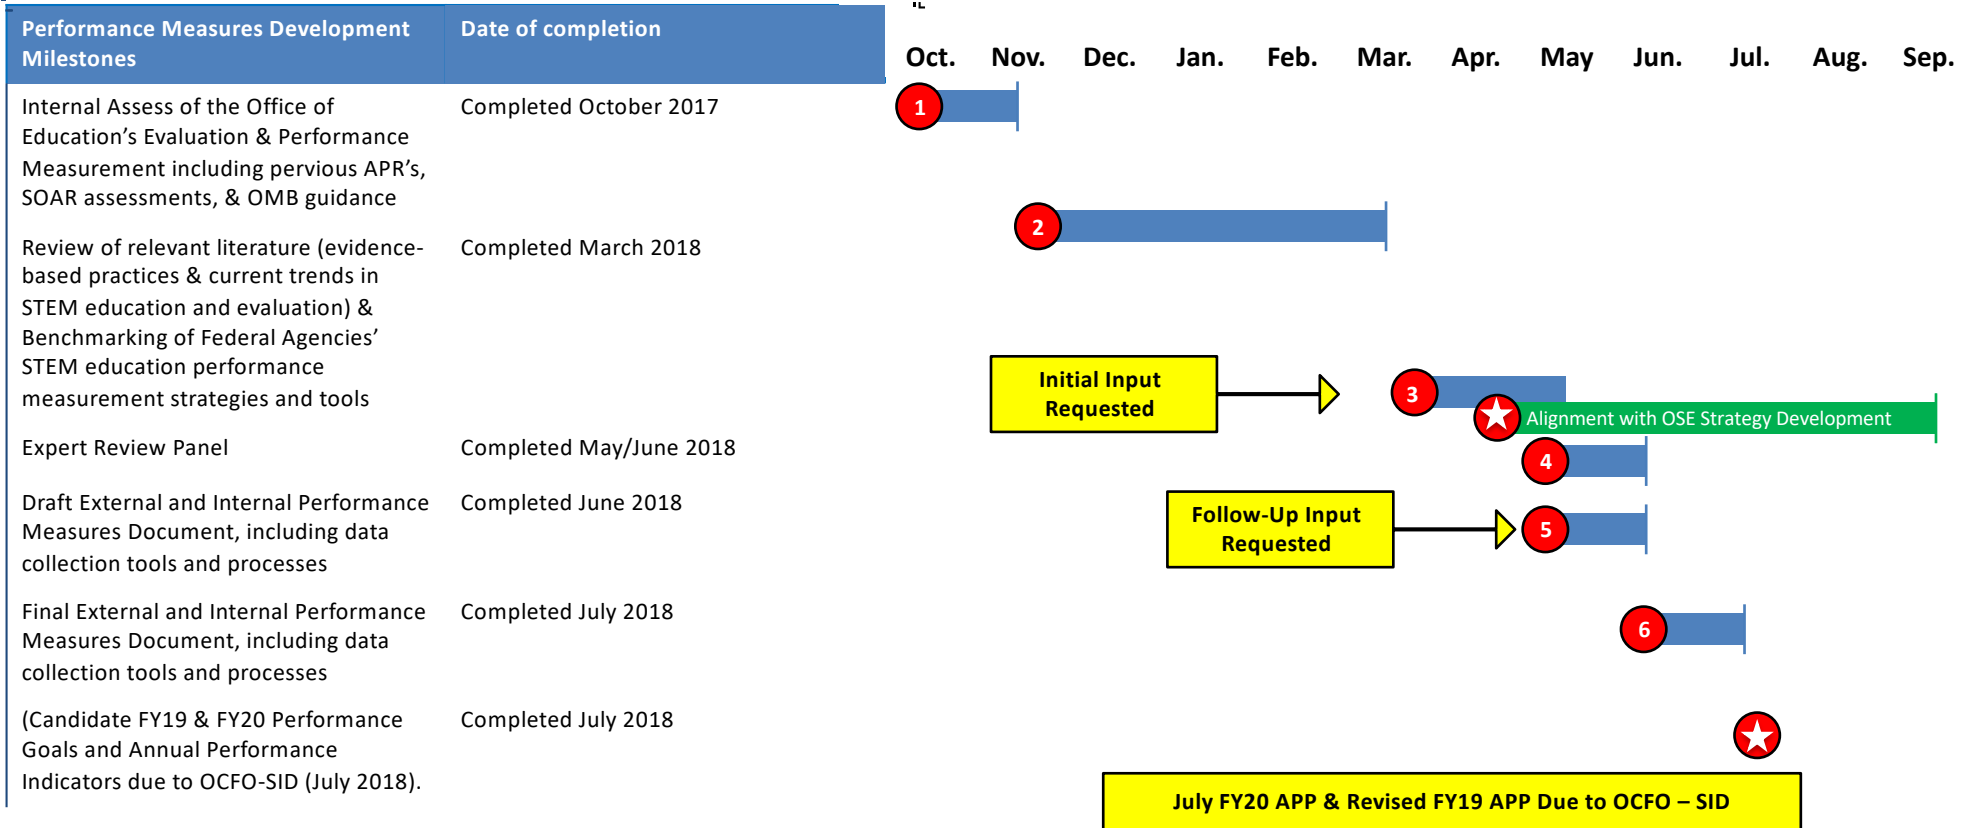 Performance Measures Development
Milestones
Date of completion
Oct. Nov. Dec. Jan. Feb. Mar. Apr. May Jun. Jul. Aug. Sep.
Internal Assess of the Office of
Education’s Evaluation & Performance
Measurement including pervious APR’s,
SOAR assessments, & OMB guidance
Completed October 2017
1
2
Review of relevant literature (evidence-
based practices & current trends in
STEM education and evaluation) &
Benchmarking of Federal Agencies’
STEM education performance
measurement strategies and tools
Completed March 2018
Initial Input
Requested
3
Alignment with OSE Strategy Development
Expert Review Panel
Completed May/June 2018
4
Draft External and Internal Performance
Measures Document, including data
collection tools and processes
Completed June 2018
Follow-Up Input
Requested
5
Final External and Internal Performance
Measures Document, including data
collection tools and processes
Completed July 2018
6
(Candidate FY19 & FY20 Performance
Goals and Annual Performance
Indicators due to OCFO-SID (July 2018).
Completed July 2018
July FY20 APP & Revised FY19 APP Due to OCFO – SID